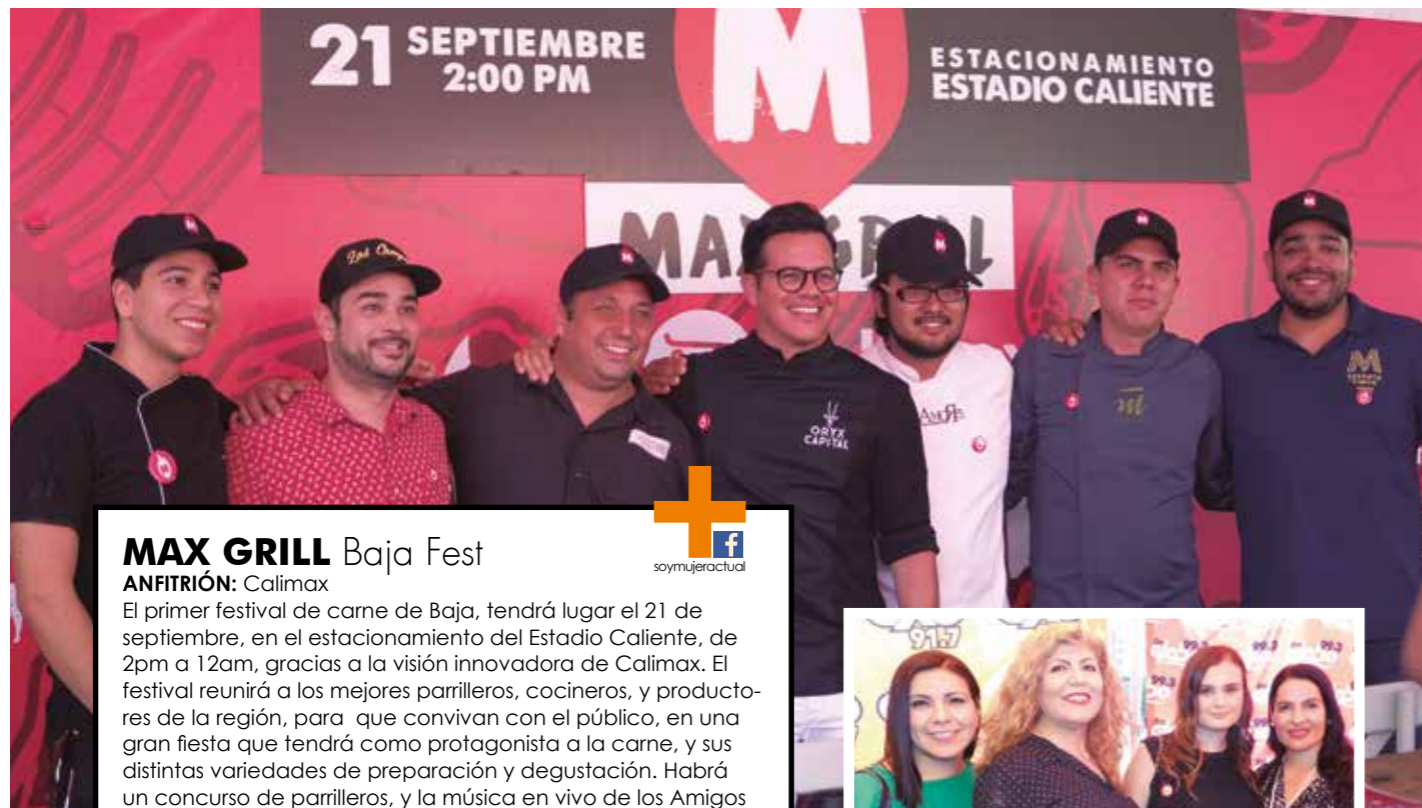 21 SEPTIEMBRE
2:00 PM
M
ESTACIONAMIENTO
ESTADIO CALIENTE
ORYX
CAPITAL
MAX GRILL Baja Fest
soymujeractual
ANFITRIÓN: Calimax
El primer festival de carne de Baja, tendrá lugar el 21 de
septiembre, en el estacionamiento del Estadio Caliente, de
2pm a 12am, gracias a la visión innovadora de Calimax. El
festival reunirá a los mejores parrilleros, cocineros, y producto-
res de la región, para que convivan con el público, en una
gran fiesta que tendrá como protagonista a la carne, y sus
distintas variedades de preparación y degustación. Habrá
un concurso de parrilleros, y la música en vivo de los Amigos
91.7
99.3
99.3
99.3